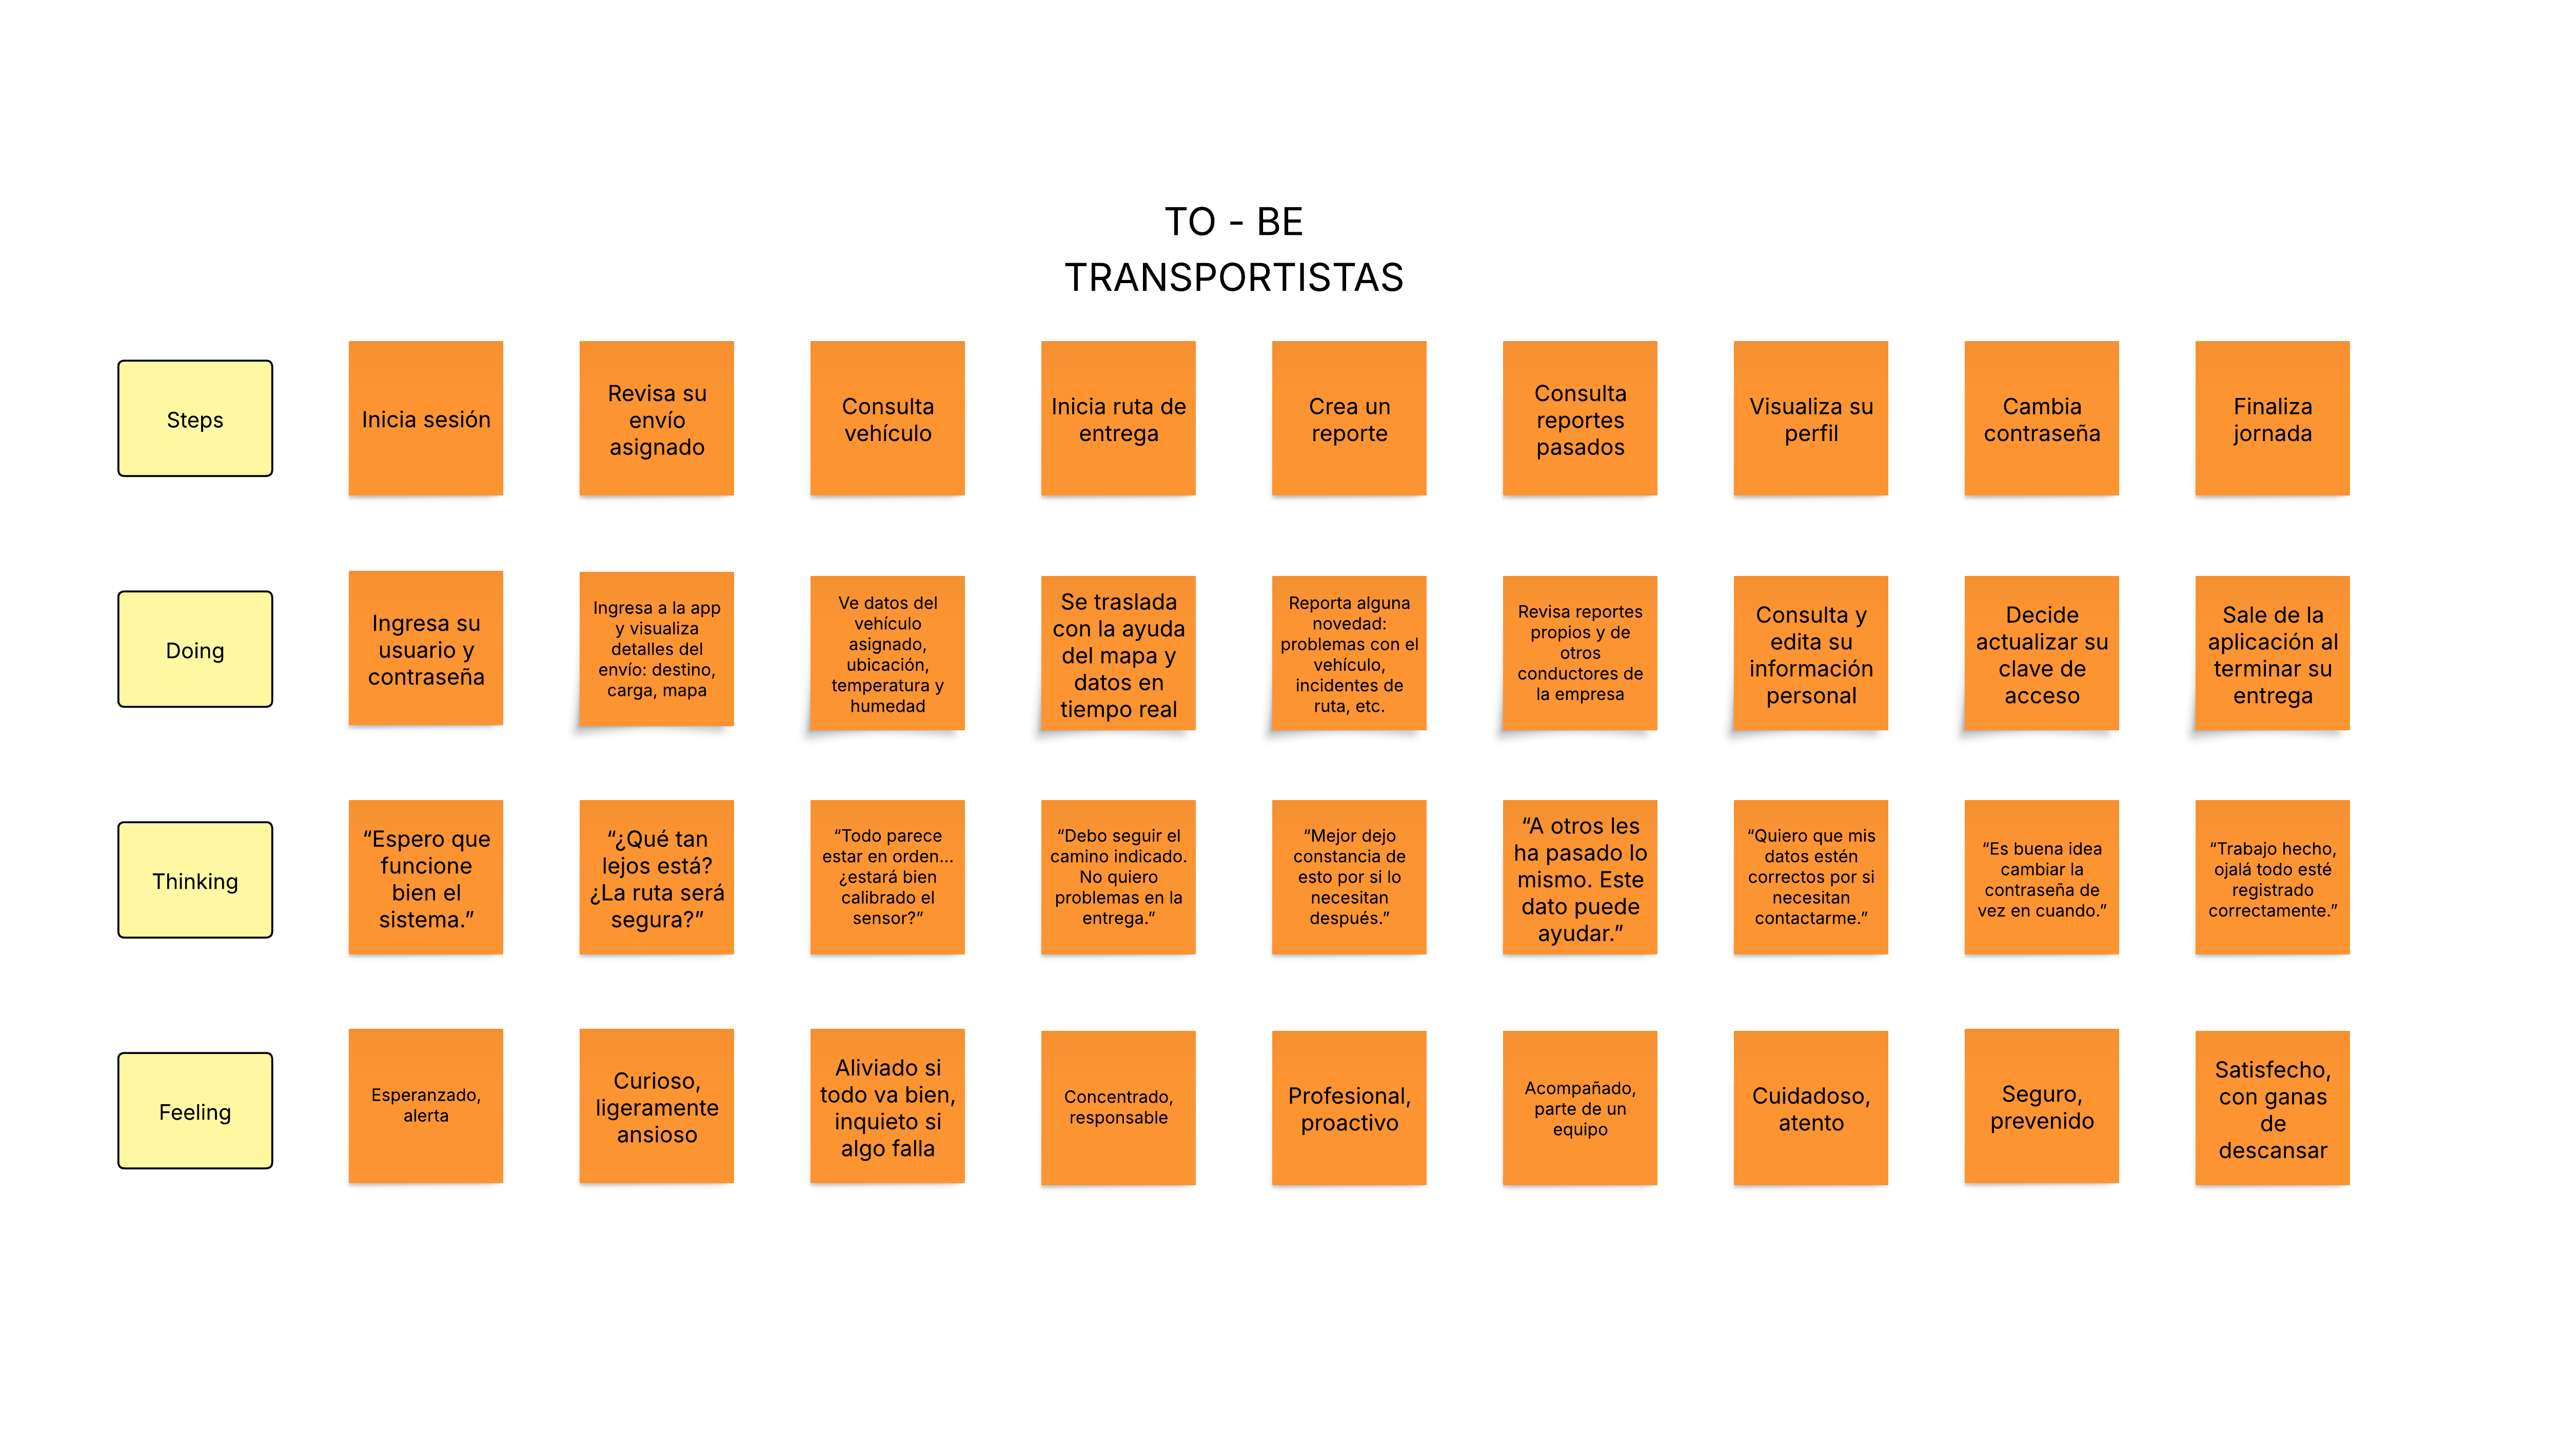 TO - BE
TRANSPORTISTAS
Steps
Inicia sesión
Revisa su
envío
asignado
Consulta
vehículo
Inicia ruta de
entrega
Crea un
reporte
Consulta
reportes
pasados
Visualiza su
perfil
Cambia
contraseña
Finaliza
jornada
Doing
Ingresa su
usuario y
contraseña
Ingresa a la app
y visualiza
detalles del
envío: destino,
carga, mapa
Ve datos del
vehículo
asignado,
ubicación,
temperatura y
humedad
Se traslada
con la ayuda
del mapa y
datos en
tiempo real
Reporta alguna
novedad:
problemas con el
vehículo,
incidentes de
ruta, etc.
Revisa reportes
propios y de
otros
conductores de
la empresa
Consulta y
edita su
información
personal
Decide
actualizar su
clave de
acceso
Sale de la
aplicación al
terminar su
entrega
Thinking
“Espero que
funcione
bien el
sistema.”
“¿Qué tan
lejos está?
¿La ruta será
segura?”
“Todo parece
estar en orden...
¿estará bien
calibrado el
sensor?”
“Debo seguir el
camino indicado.
No quiero
problemas en la
entrega.”
“Mejor dejo
constancia de
esto por si lo
necesitan
después.”
“A otros les
ha pasado lo
mismo. Este
dato puede
ayudar.”
“Quiero que mis
datos estén
correctos por si
necesitan
contactarme.”
“Es buena idea
cambiar la
contraseña de
vez en cuando.”
“Trabajo hecho,
ojalá todo esté
registrado
correctamente.”
Feeling
Esperanzado,
alerta
Curioso,
ligeramente
ansioso
Aliviado si
todo va bien,
inquieto si
algo falla
Concentrado,
responsable
Profesional,
proactivo
Acompañado,
parte de un
equipo
Cuidadoso,
atento
Seguro,
prevenido
Satisfecho,
con ganas
de
descansar